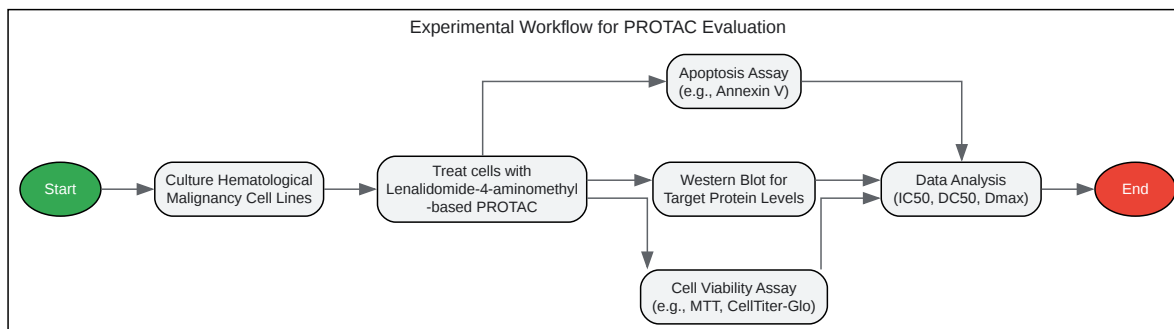 Experimental Workflow for PROTAC Evaluation
Start
Culture Hematological
Malignancy Cell Lines
Treat cells with
Lenalidomide-4-aminomethyl
-based PROTAC
Apoptosis Assay
(e.g., Annexin V)
Western Blot for
Target Protein Levels
Cell Viability Assay
(e.g., MTT, CellTiter-Glo)
Data Analysis
(IC50, DC50, Dmax)
End